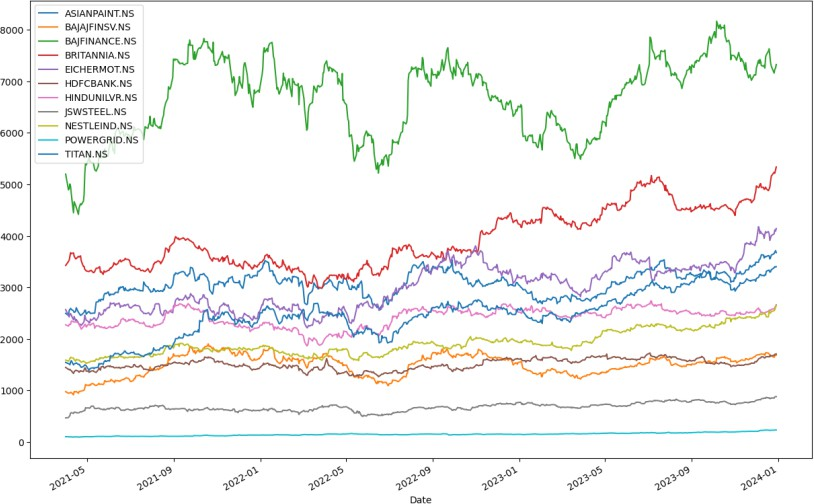 ASIANPAINT.NS
BAJAJFINSV.NS
BAJFINANCE.NS
BRITANNIA.NS
EICHERMOT.NS
HDFCBANK.NS
HINDUNILVR.NS
JSWSTEEL.NS
NESTLEIND.NS
POWERGRID.NS
TITAN.NS
8000
7000
6000
5000
4000
3000
2000
1000
0
2021-05
2021-09
2022-01
2022-05
2022-09
2023-01
2023-05
2023-09
2024-01
Date